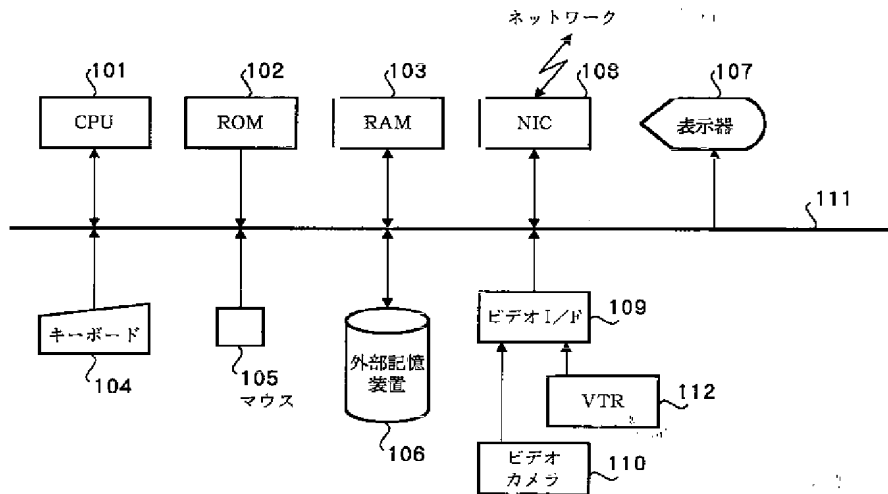 ネットワーク
101
102
103
108
107
CPU
ROM
RAM
NIC
表示器
111
キーボード
104
105
マウス
外部記憶
装置
106
ビデオI/F
109
VTR
112
ビデオ
カメラ
110